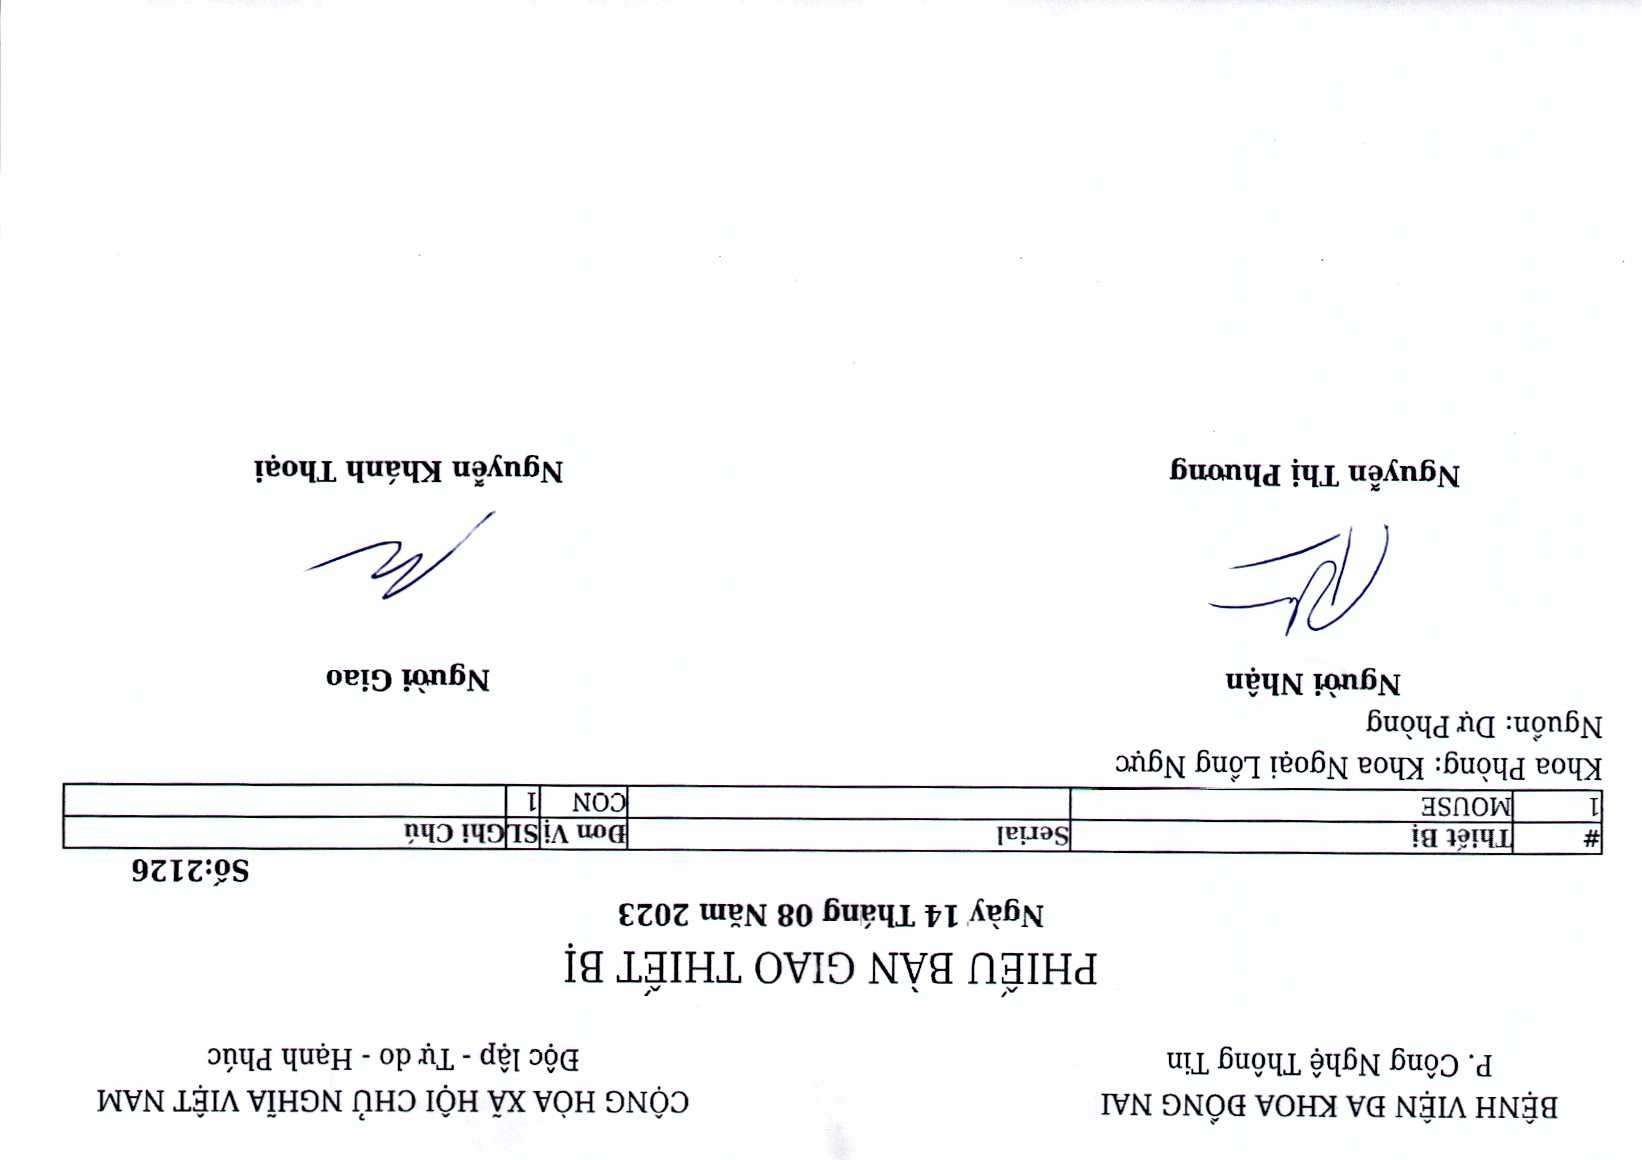 BỆNH VIỆN ĐA KHOA ĐỒNG NAI
P. Công Nghệ Thông Tin
CỘNG HÒA XÃ HỘI CHỦ NGHĨA VIỆT NAM
Độc lập - Tự do - Hạnh Phúc
PHIẾU BÀN GIAO THIẾT BỊ
Ngày 14 Tháng 08 Năm 2023
Số:2126
# Thiết Bị Serial Đơn Vị SL Ghi Chú
1 MOUSE CON 1
Khoa Phòng: Khoa Ngoại Lồng Ngực
Nguồn: Dự Phòng
Người Nhận Người Giao
Nguyễn Thị Phương Nguyễn Khánh Thoại